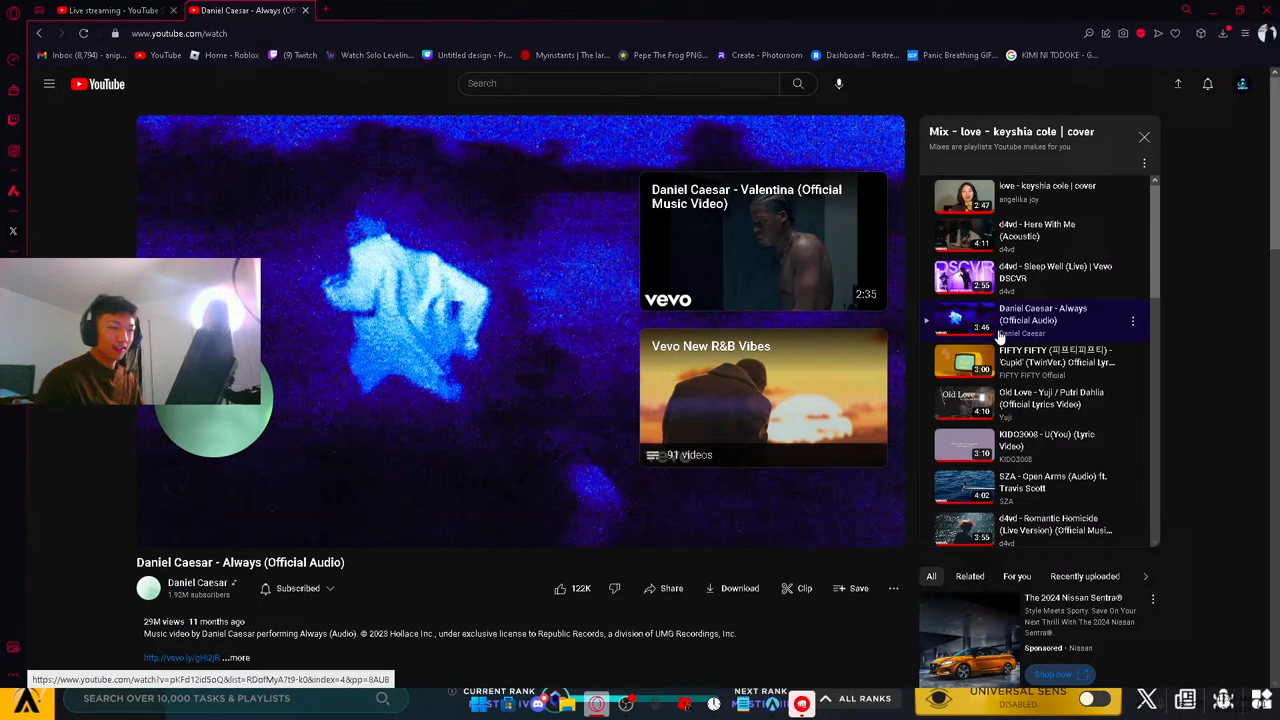 Live streaming - YouTube
Daniel Caesar - Always (Of
www.youtube.com/watch
Inbox (8,794) - anip...
YouTube
Home - Roblox
(9) Twitch
Watch Solo Levelin...
Untitled design - Pr...
Myinstants | The lar...
Pepe The Frog PNG...
Create - Photoroom
Dashboard - Restre...
Panic Breathing GIF...
KIMI NI TODOKE - G...
YouTube
Search
Daniel Caesar - Valentina (Official
Music Video)
vevo
2:35
Vevo New R&B Vibes
91 videos
Mix - love - keyshia cole | cover
Mixes are playlists Youtube makes for you
love - keyshia cole | cover
angelika joy
2:47
d4vd - Here With Me
(Acoustic)
d4vd
4:11
d4vd - Sleep Well (Live) | Vevo
DSCVR
d4vd
2:55
Daniel Caesar - Always
(Official Audio)
Daniel Caesar
3:46
FIFTY FIFTY (피프티피프티) -
'Cupid' (TwinVer.) Official Lyr...
FIFTY FIFTY Official
3:00
Old Love - Yuji / Putri Dahlia
(Official Lyrics Video)
Yuji
4:10
KIDO3008 - U(You) (Lyric
Video)
KIDO3008
3:10
SZA - Open Arms (Audio) ft.
Travis Scott
SZA
4:02
d4vd - Romantic Homicide
(Live Version) (Official Mus...
d4vd
3:55
Daniel Caesar - Always (Official Audio)
Daniel Caesar
1.92M subscribers
Subscribed
122K
Share
Download
Clip
Save
29M views 11 months ago
Music video by Daniel Caesar performing Always (Audio). © 2023 Hollace Inc., under exclusive license to Republic Records, a division of UMG Recordings, Inc.
http://vevo.ly/gHi2jR ...more
All
Related
For you
Recently uploaded
The 2024 Nissan Sentra®
Style Meets Sporty. Save On Your
Next Thrill With The 2024 Nissan
Sentra®.
Sponsored · Nissan
Shop now
SEARCH OVER 10,000 TASKS & PLAYLISTS
CURRENT RANK
NEXT RANK
ALL RANKS
UNIVERSAL SENS
DISABLED